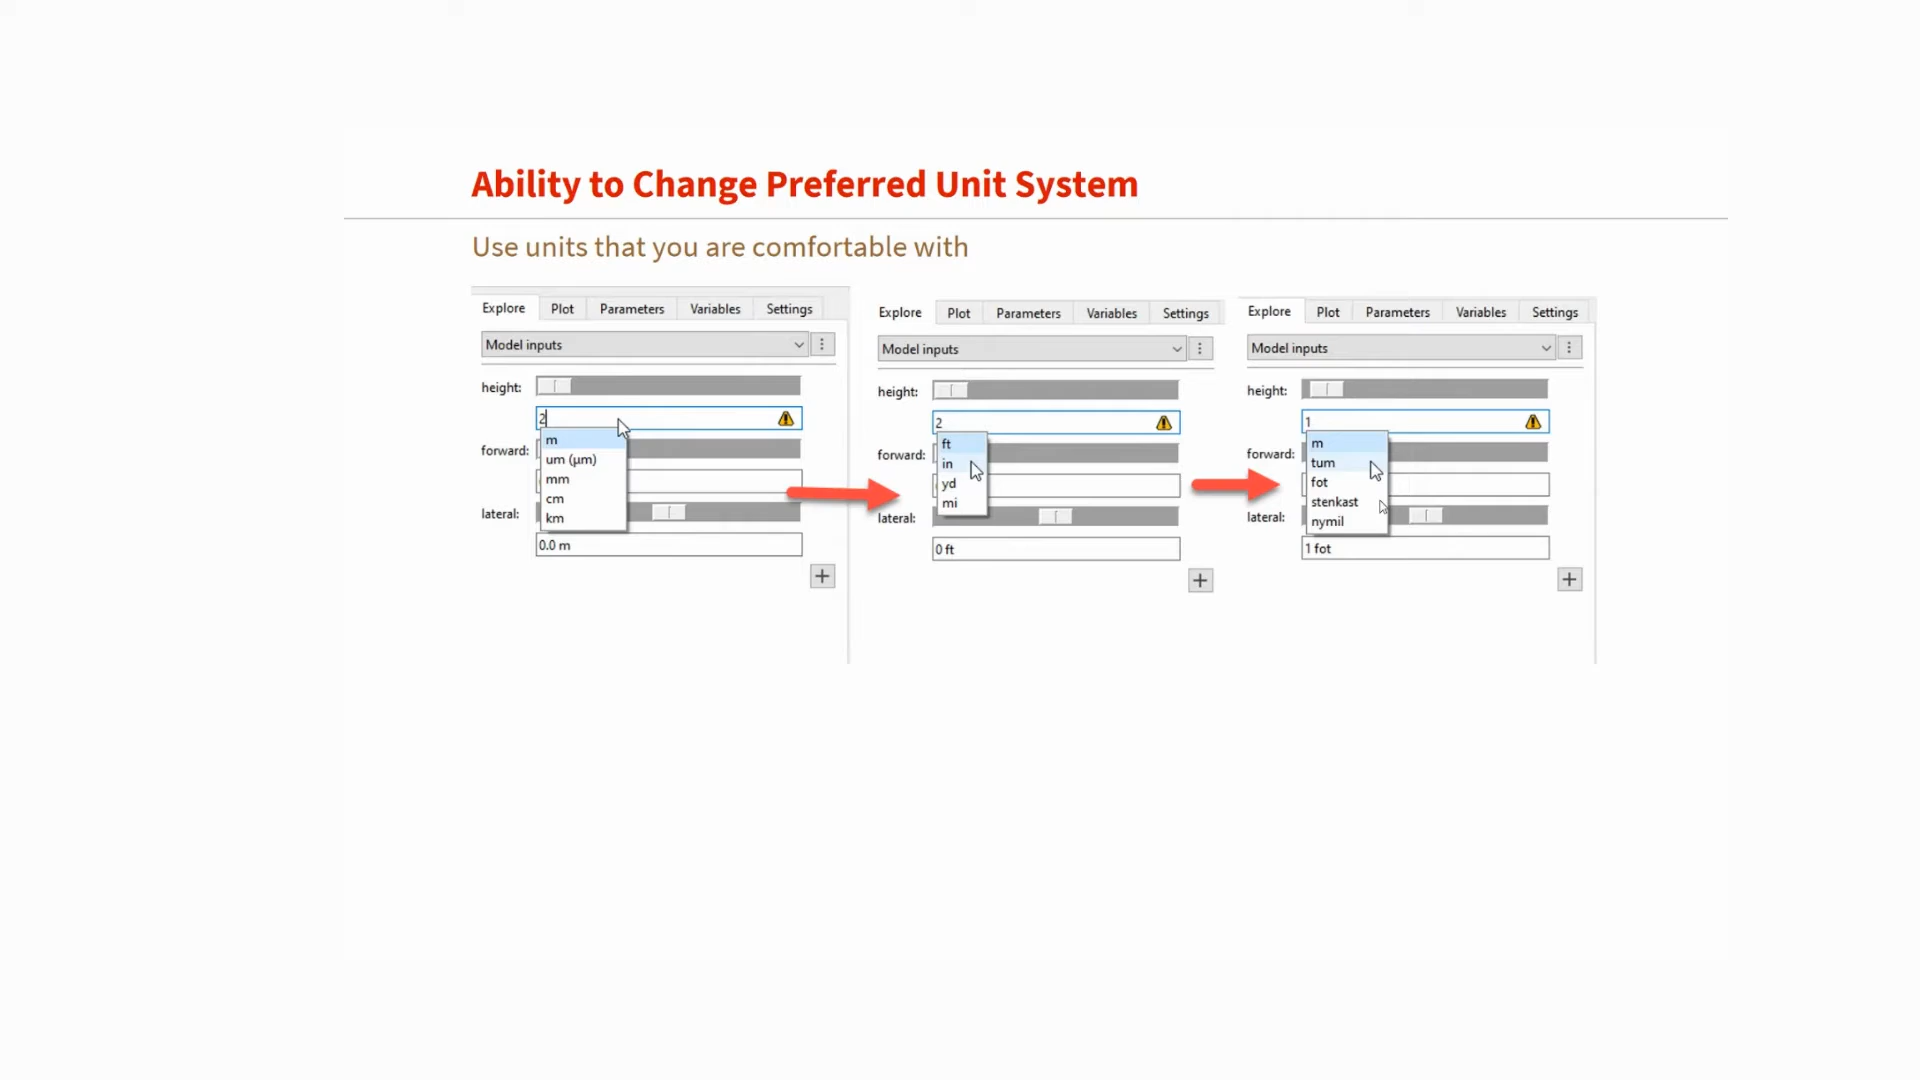 Ability to Change Preferred Unit System
Use units that you are comfortable with
Explore Plot Parameters Variables Settings
Model inputs
height:
2
m
um (μm)
forward:
mm
cm
lateral:
km
0.0 m
Explore Plot Parameters Variables Settings
Model inputs
height:
2
ft
forward:
in
yd
mi
lateral:
0 ft
Explore Plot Parameters Variables Settings
Model inputs
height:
1
m
forward:
tum
fot
stenkast
lateral:
nymil
1 fot